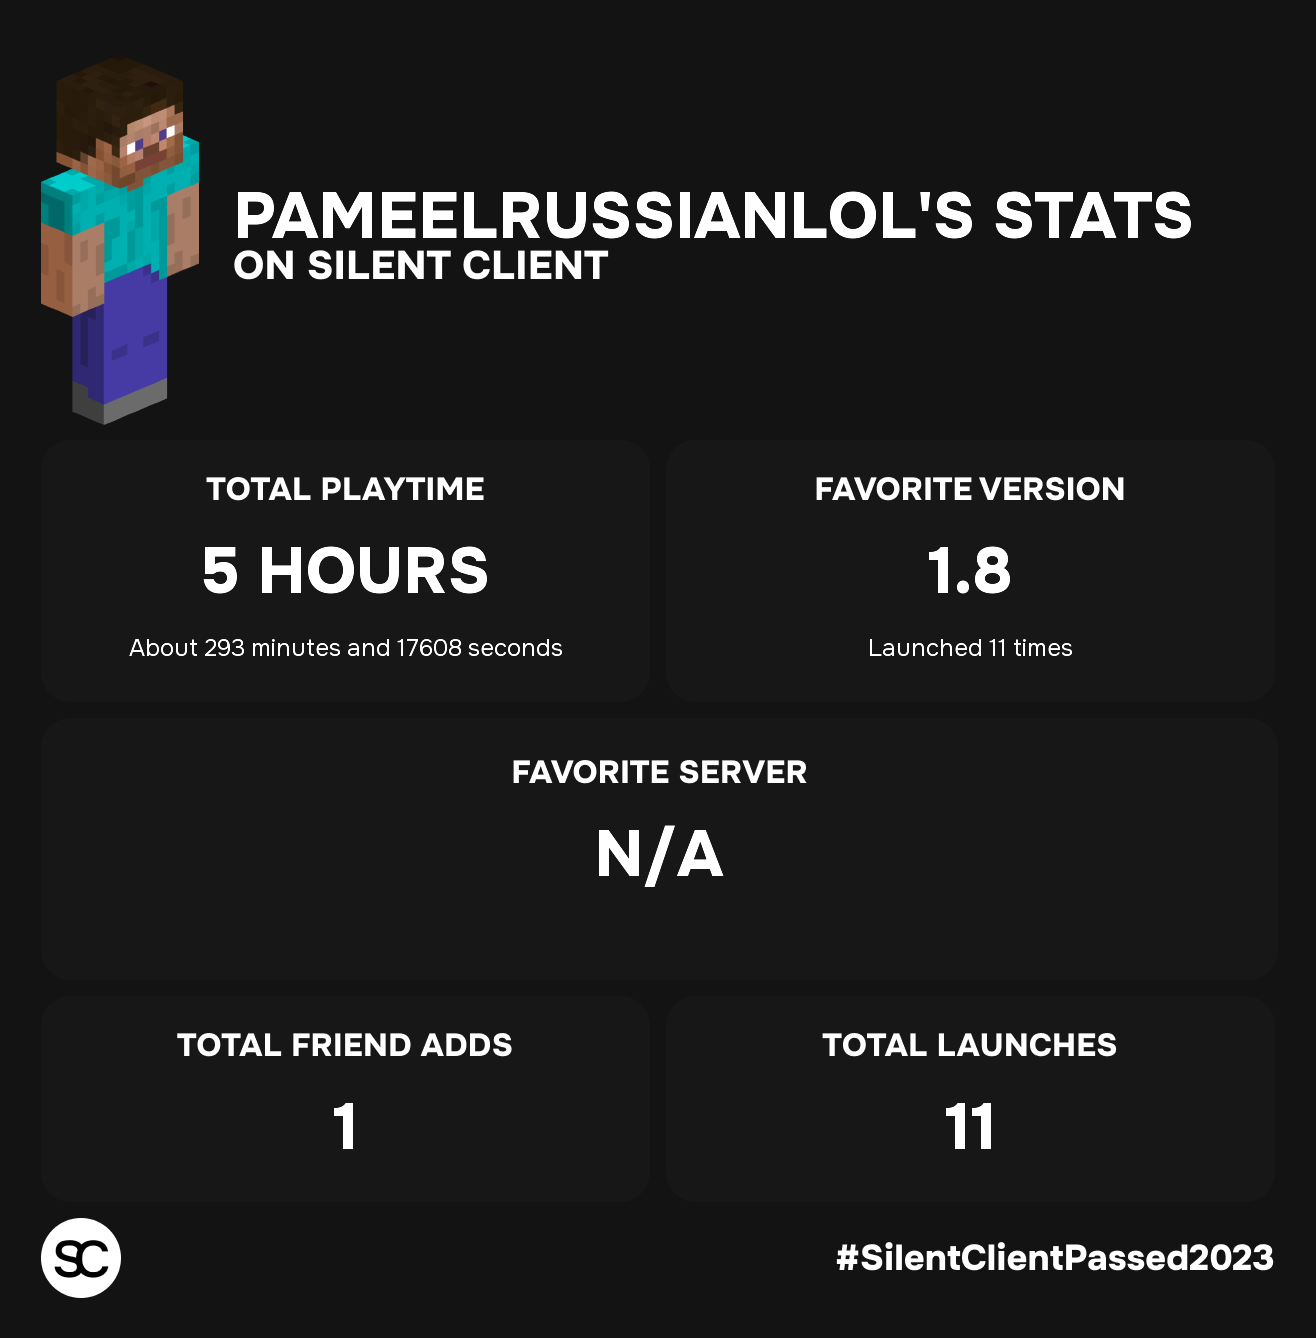 PAMEELRUSSIANLOL'S STATS
ON SILENT CLIENT
TOTAL PLAYTIME
5 HOURS
About 293 minutes and 17608 seconds
FAVORITE VERSION
1.8
Launched 11 times
FAVORITE SERVER
N/A
TOTAL FRIEND ADDS
1
TOTAL LAUNCHES
11
SC
#SilentClientPassed2023